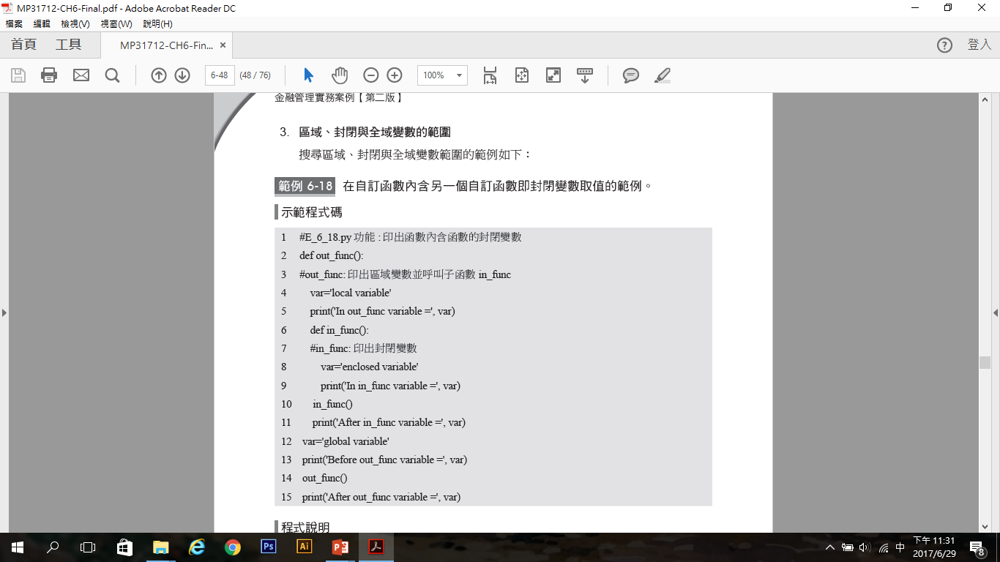 MP31712-CH6-Final.pdf - Adobe Acrobat Reader DC
檔案 編輯 檢視(V) 視窗(W) 說明(H)
首頁 工具 MP31712-CH6-Fin... × ? 登入
6-48 (48 / 76) 100%
金融管理實務案例【第二版】
3. 區域、封閉與全域變數的範圍
搜尋區域、封閉與全域變數範圍的範例如下：
範例 6-18 在自訂函數內含另一個自訂函數即封閉變數取值的範例。
示範程式碼
1 #E_6_18.py 功能 : 印出函數內含函數的封閉變數
2 def out_func():
3 #out_func: 印出區域變數並呼叫子函數 in_func
4 var='local variable'
5 print('In out_func variable =', var)
6 def in_func():
7 #in_func: 印出封閉變數
8 var='enclosed variable'
9 print('In in_func variable =', var)
10 in_func()
11 print('After in_func variable =', var)
12 var='global variable'
13 print('Before out_func variable =', var)
14 out_func()
15 print('After out_func variable =', var)
程式說明
Ps Ai P 中 下午 11:31
2017/6/29 8